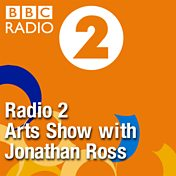 BBC
RADIO
2
Radio 2
Arts Show with
Jonathan Ross